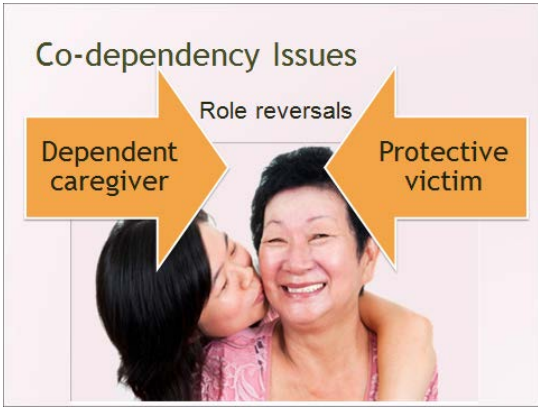 Co-dependency Issues
Role reversals
Dependent
caregiver
Protective
victim